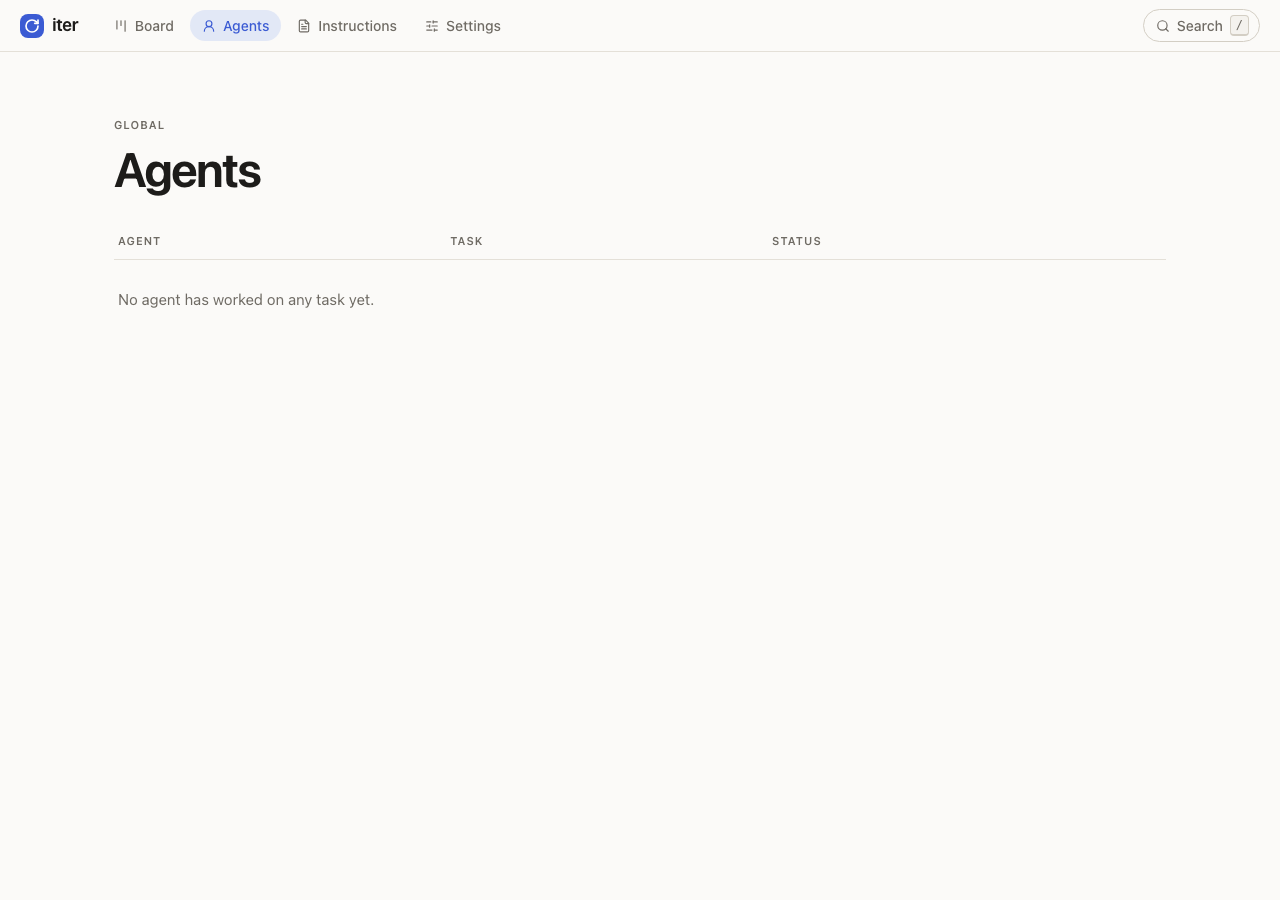 iter Board Agents Instructions Settings Search /
GLOBAL
Agents
AGENT TASK STATUS
No agent has worked on any task yet.